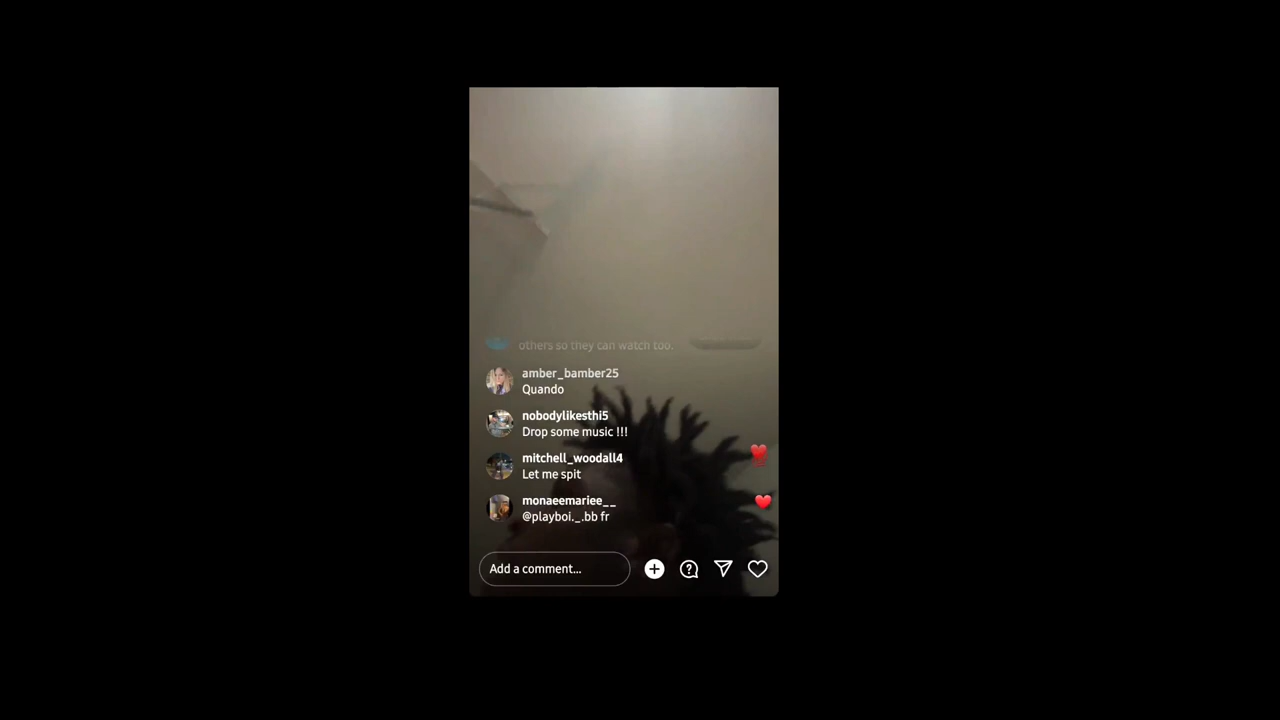 others so they can watch too.
amber_bamber25
Quando
nobodylikesthi5
Drop some music !!!
mitchell_woodall4
Let me spit
monaeemariee__
@playboi._.bb fr
Add a comment...